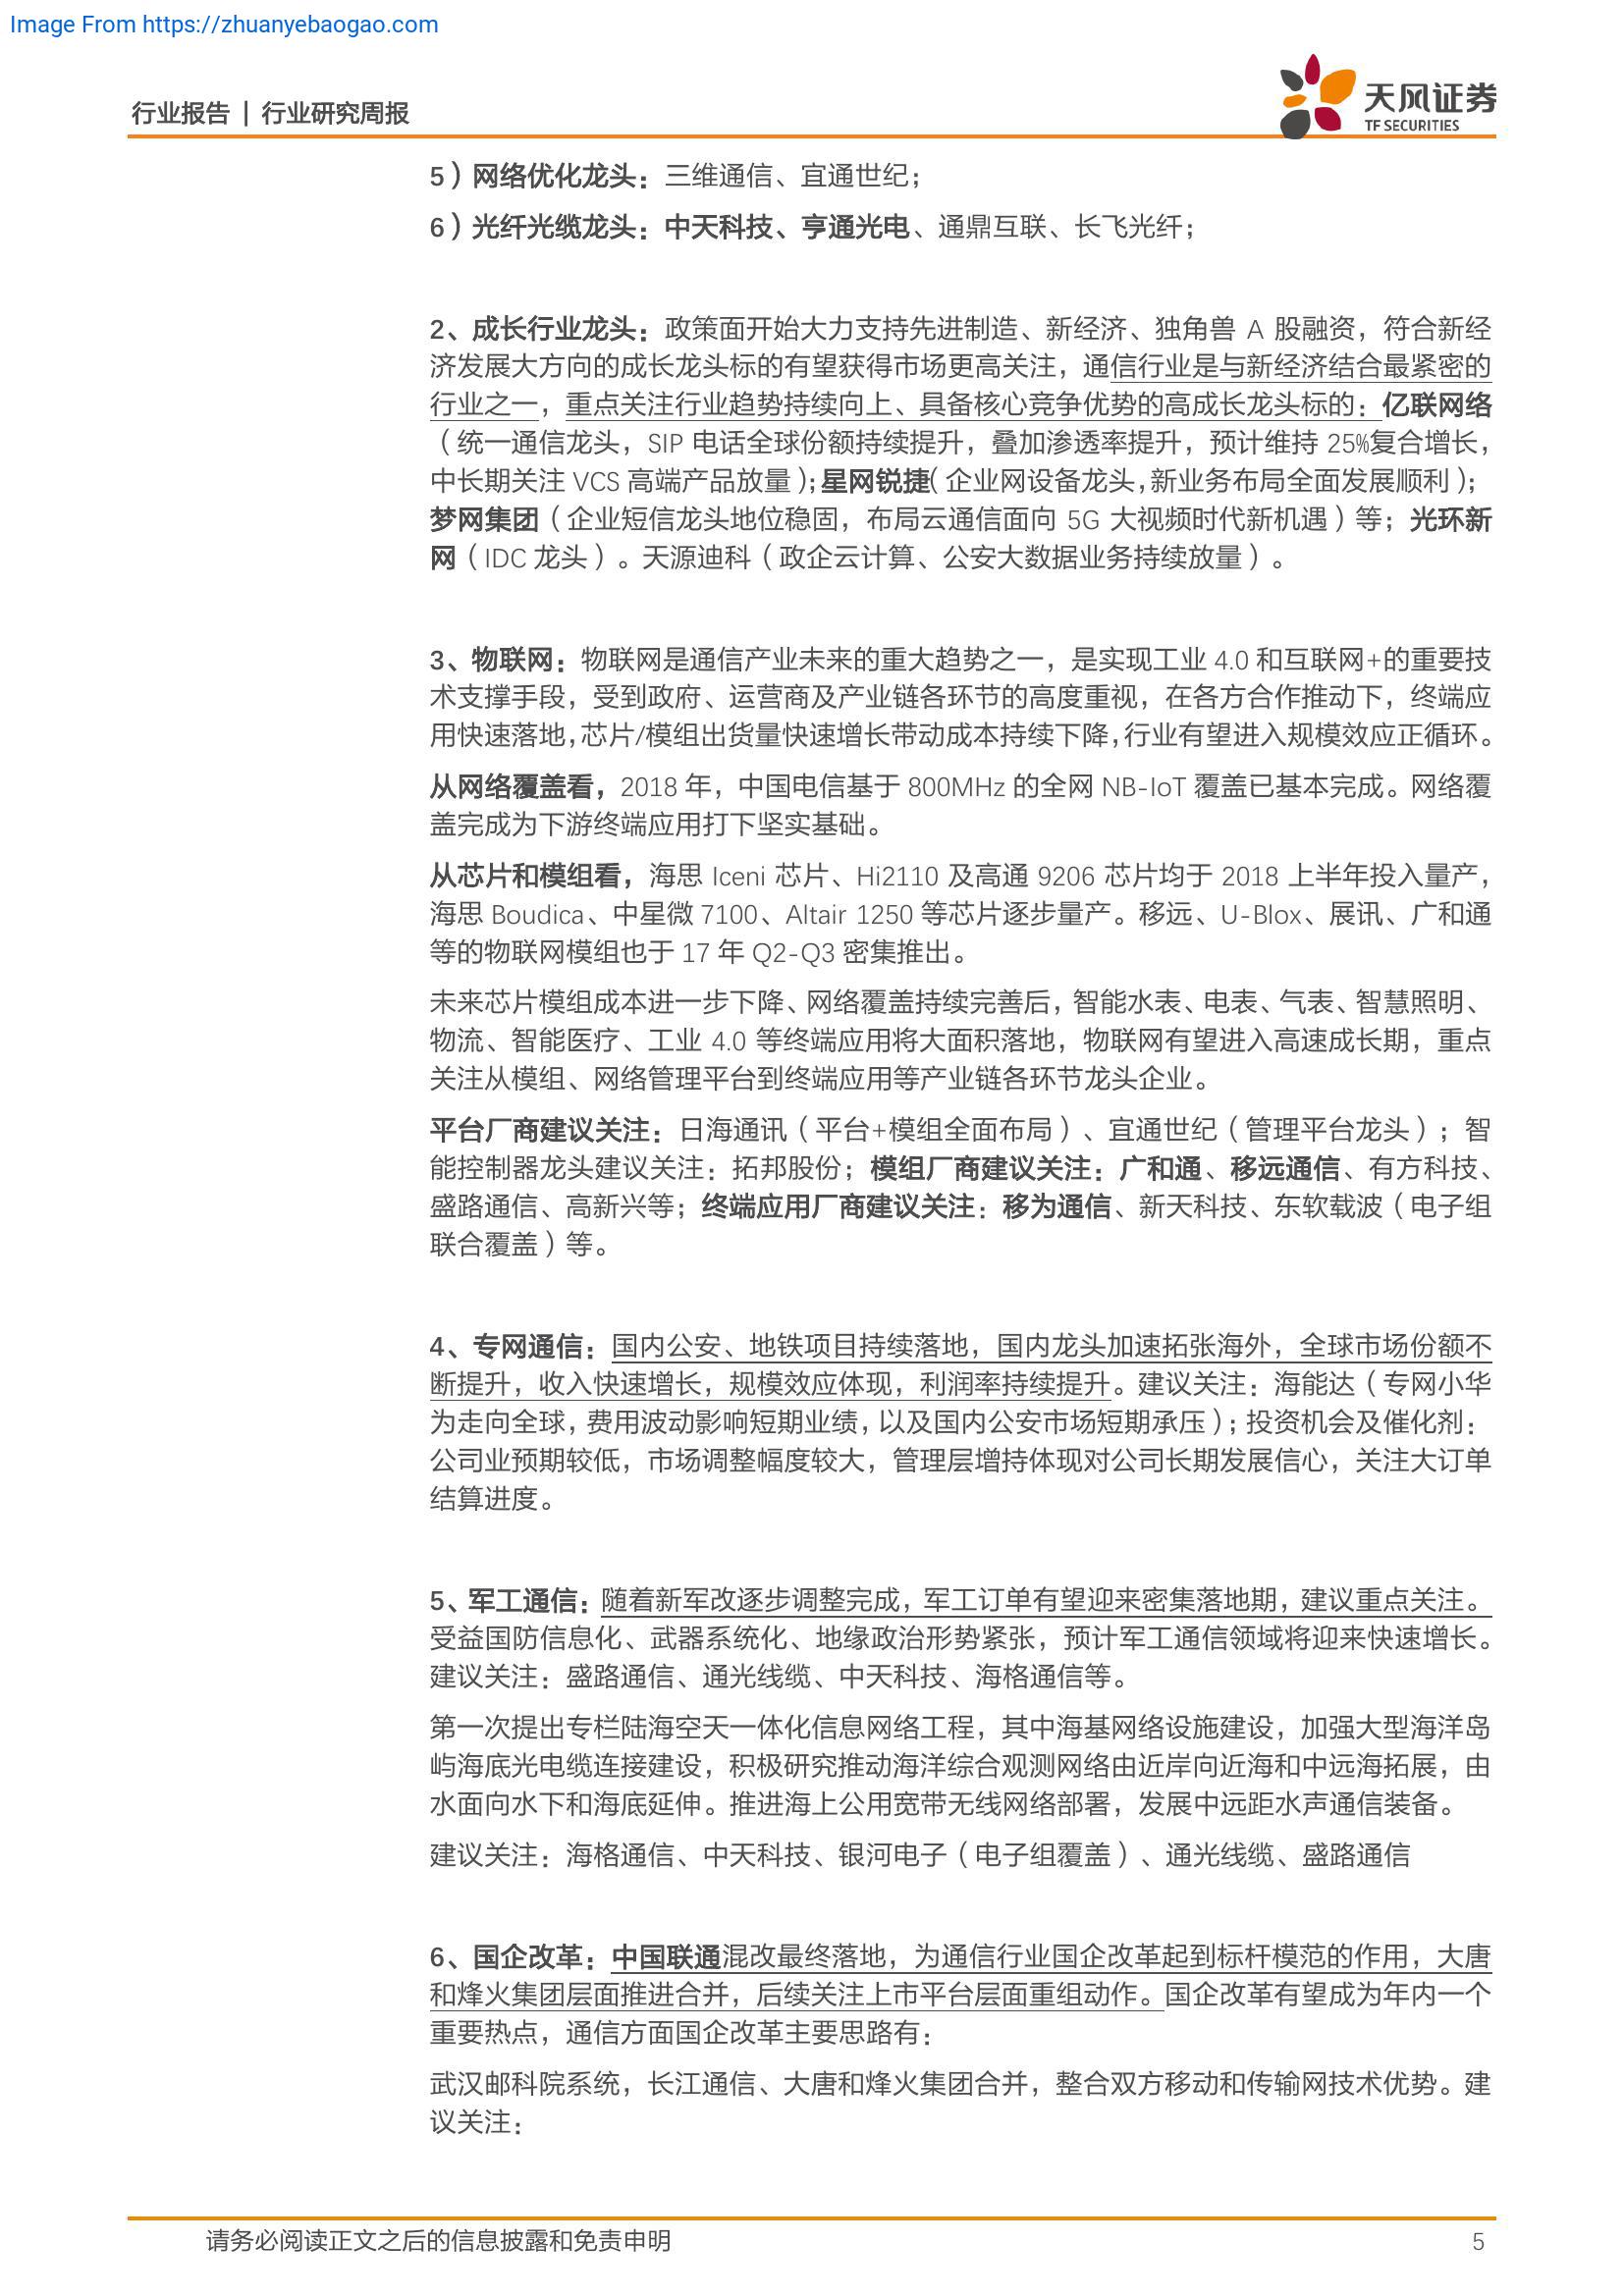 Image From https://zhuanyebaogao.com
行业报告 | 行业研究周报
天风证券
TF SECURITIES
5）网络优化龙头：三维通信、宜通世纪；
6）光纤光缆龙头：中天科技、亨通光电、通鼎互联、长飞光纤；
2、成长行业龙头：政策面开始大力支持先进制造、新经济、独角兽 A 股融资，符合新经
济发展大方向的成长龙头标的有望获得市场更高关注，通信行业是与新经济结合最紧密的
行业之一，重点关注行业趋势持续向上、具备核心竞争优势的高成长龙头标的：亿联网络
（统一通信龙头，SIP 电话全球份额持续提升，叠加渗透率提升，预计维持 25%复合增长，
中长期关注 VCS 高端产品放量）；星网锐捷（企业网设备龙头，新业务布局全面发展顺利）；
梦网集团（企业短信龙头地位稳固，布局云通信面向 5G 大视频时代新机遇）等；光环新
网（IDC 龙头）。天源迪科（政企云计算、公安大数据业务持续放量）。
3、物联网：物联网是通信产业未来的重大趋势之一，是实现工业 4.0 和互联网+的重要技
术支撑手段，受到政府、运营商及产业链各环节的高度重视，在各方合作推动下，终端应
用快速落地，芯片/模组出货量快速增长带动成本持续下降，行业有望进入规模效应正循环。
从网络覆盖看，2018 年，中国电信基于 800MHz 的全网 NB-IoT 覆盖已基本完成。网络覆
盖完成为下游终端应用打下坚实基础。
从芯片和模组看，海思 Iceni 芯片、Hi2110 及高通 9206 芯片均于 2018 上半年投入量产，
海思 Boudica、中星微 7100、Altair 1250 等芯片逐步量产。移远、U-Blox、展讯、广和通
等的物联网模组也于 17 年 Q2-Q3 密集推出。
未来芯片模组成本进一步下降、网络覆盖持续完善后，智能水表、电表、气表、智慧照明、
物流、智能医疗、工业 4.0 等终端应用将大面积落地，物联网有望进入高速成长期，重点
关注从模组、网络管理平台到终端应用等产业链各环节龙头企业。
平台厂商建议关注：日海通讯（平台+模组全面布局）、宜通世纪（管理平台龙头）；智
能控制器龙头建议关注：拓邦股份；模组厂商建议关注：广和通、移远通信、有方科技、
盛路通信、高新兴等；终端应用厂商建议关注：移为通信、新天科技、东软载波（电子组
联合覆盖）等。
4、专网通信：国内公安、地铁项目持续落地，国内龙头加速拓张海外，全球市场份额不
断提升，收入快速增长，规模效应体现，利润率持续提升。建议关注：海能达（专网小华
为走向全球，费用波动影响短期业绩，以及国内公安市场短期承压）；投资机会及催化剂：
公司业预期较低，市场调整幅度较大，管理层增持体现对公司长期发展信心，关注大订单
结算进度。
5、军工通信：随着新军改逐步调整完成，军工订单有望迎来密集落地期，建议重点关注。
受益国防信息化、武器系统化、地缘政治形势紧张，预计军工通信领域将迎来快速增长。
建议关注：盛路通信、通光线缆、中天科技、海格通信等。
第一次提出专栏陆海空天一体化信息网络工程，其中海基网络设施建设，加强大型海洋岛
屿海底光电缆连接建设，积极研究推动海洋综合观测网络由近岸向近海和中远海拓展，由
水面向水下和海底延伸。推进海上公用宽带无线网络部署，发展中远距水声通信装备。
建议关注：海格通信、中天科技、银河电子（电子组覆盖）、通光线缆、盛路通信
6、国企改革：中国联通混改最终落地，为通信行业国企改革起到标杆模范的作用，大唐
和烽火集团层面推进合并，后续关注上市平台层面重组动作。国企改革有望成为年内一个
重要热点，通信方面国企改革主要思路有：
武汉邮科院系统，长江通信、大唐和烽火集团合并，整合双方移动和传输网技术优势。建
议关注：
请务必阅读正文之后的信息披露和免责申明
5